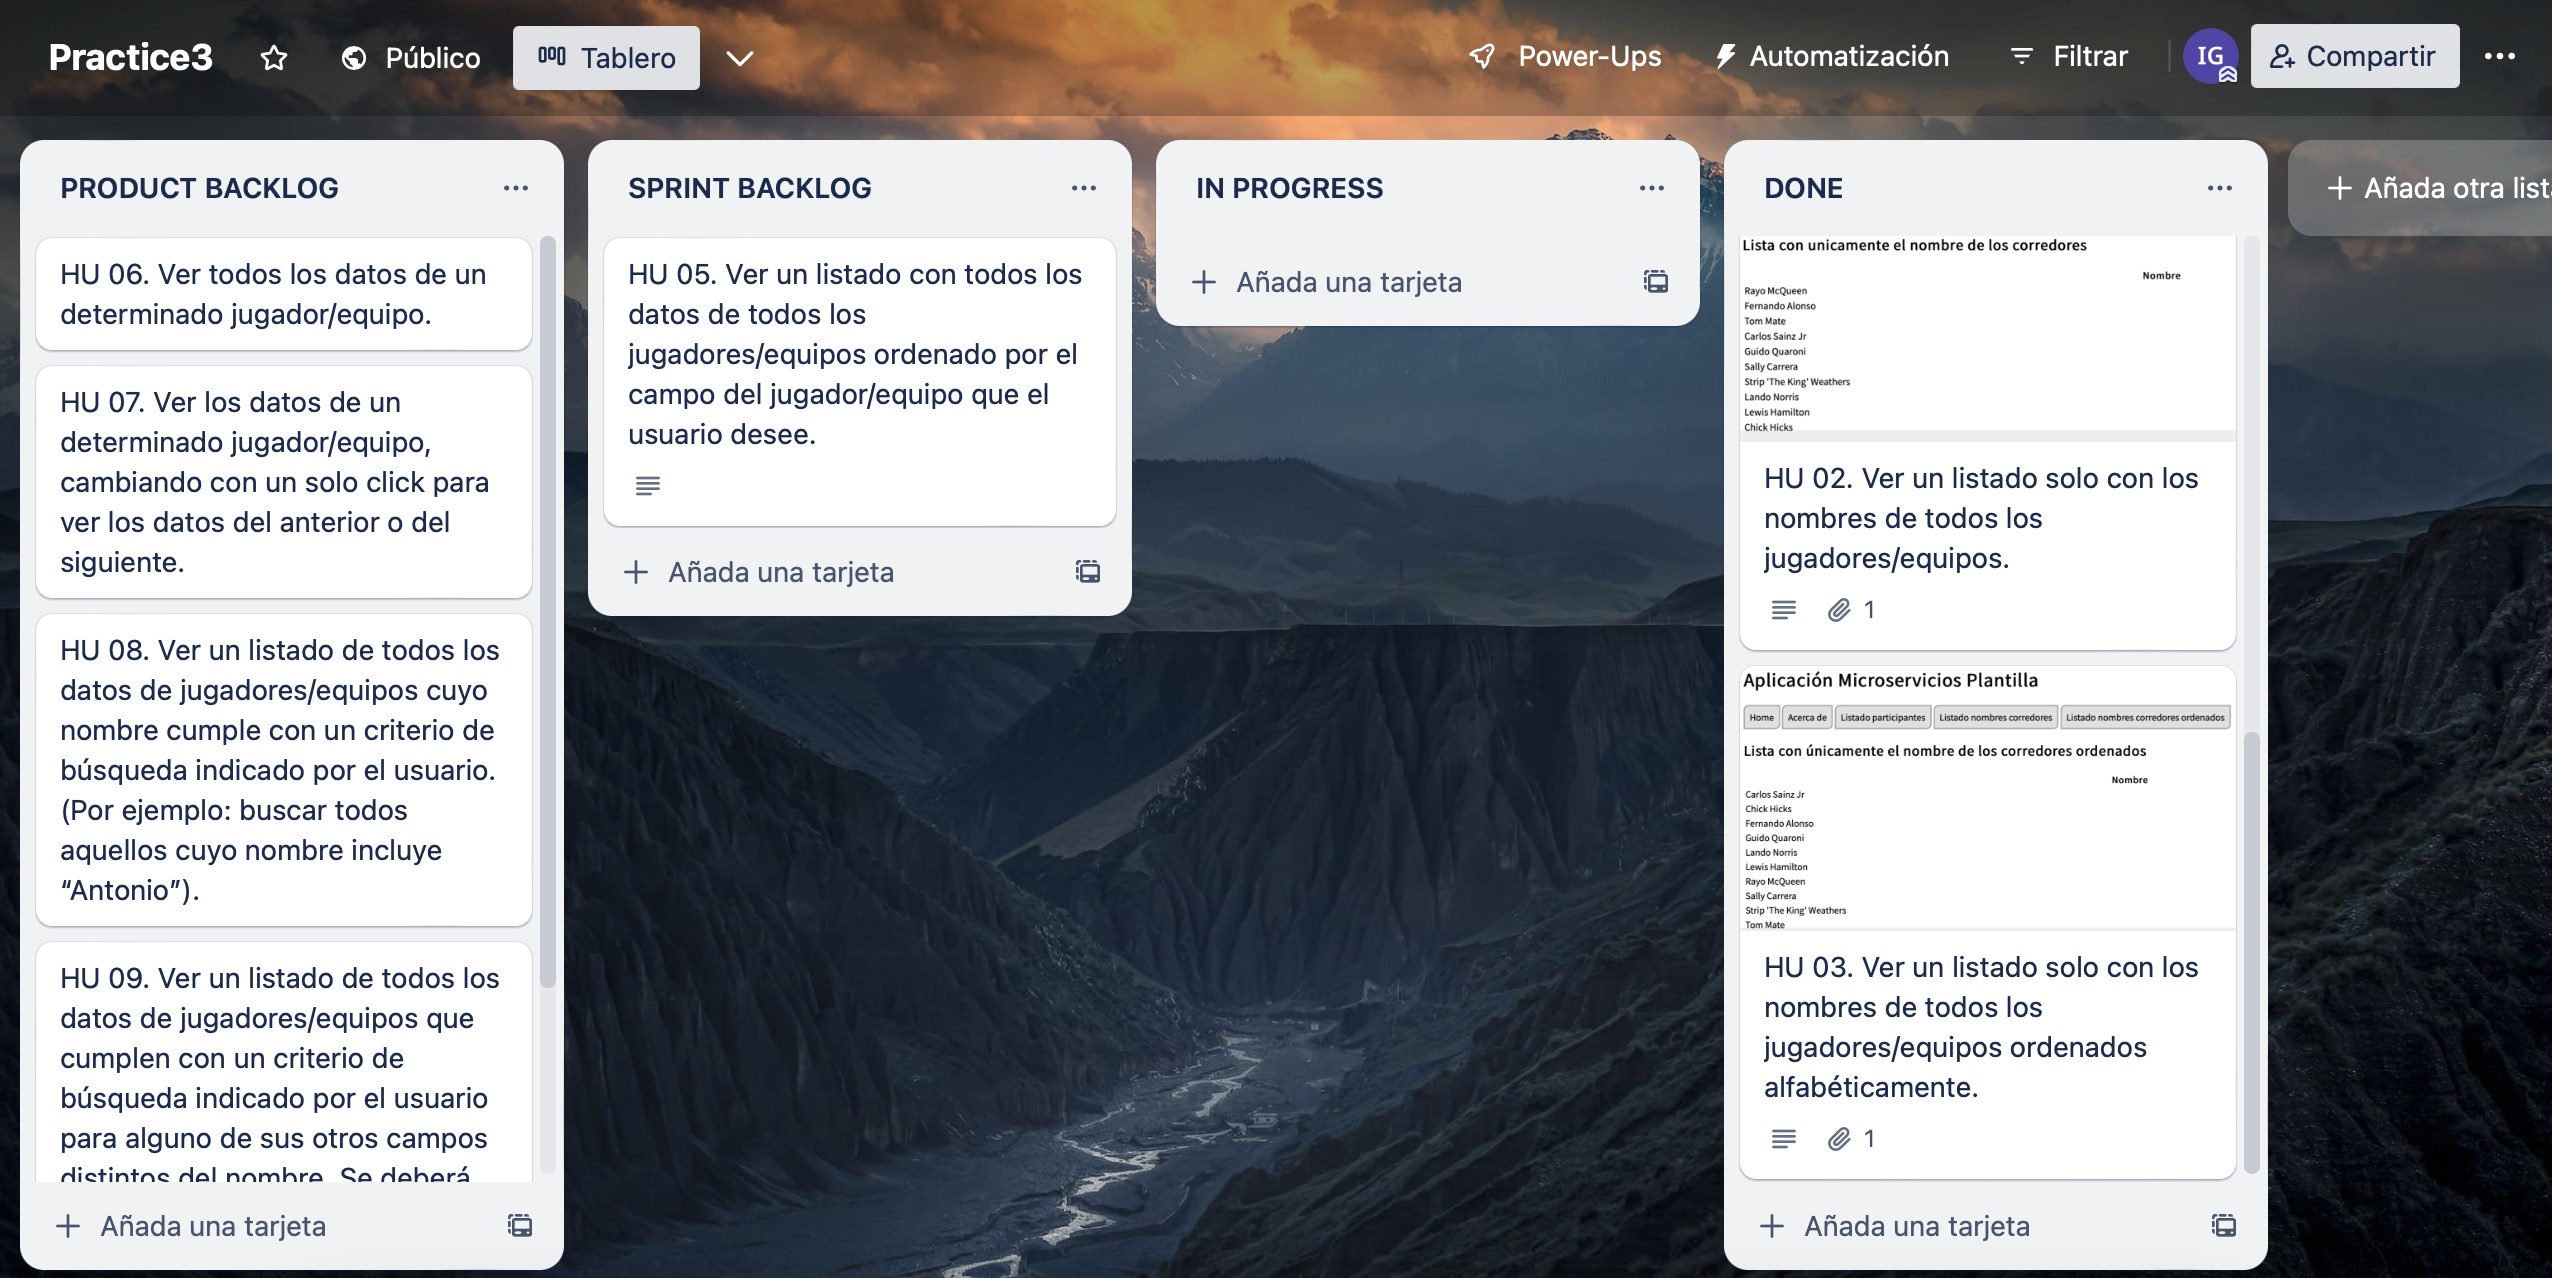 Practice3
Público
Tablero
Power-Ups
Automatización
Filtrar
IG
Compartir
PRODUCT BACKLOG
HU 06. Ver todos los datos de un
determinado jugador/equipo.
HU 07. Ver los datos de un
determinado jugador/equipo,
cambiando con un solo click para
ver los datos del anterior o del
siguiente.
HU 08. Ver un listado de todos los
datos de jugadores/equipos cuyo
nombre cumple con un criterio de
búsqueda indicado por el usuario.
(Por ejemplo: buscar todos
aquellos cuyo nombre incluye
“Antonio”).
HU 09. Ver un listado de todos los
datos de jugadores/equipos que
cumplen con un criterio de
búsqueda indicado por el usuario
para alguno de sus otros campos
distintos del nombre. Se deberá
Añada una tarjeta
SPRINT BACKLOG
HU 05. Ver un listado con todos los
datos de todos los
jugadores/equipos ordenado por el
campo del jugador/equipo que el
usuario desee.
Añada una tarjeta
IN PROGRESS
Añada una tarjeta
DONE
Lista con unicamente el nombre de los corredores
Nombre
Rayo McQueen
Fernando Alonso
Tom Mate
Carlos Sainz Jr
Guido Quaroni
Sally Carrera
Strip 'The King' Weathers
Lando Norris
Lewis Hamilton
Chick Hicks
HU 02. Ver un listado solo con los
nombres de todos los
jugadores/equipos.
1
Aplicación Microservicios Plantilla
Home Acerca de Listado participantes Listado nombres corredores Listado nombres corredores ordenados
Lista con únicamente el nombre de los corredores ordenados
Nombre
Carlos Sainz Jr
Chick Hicks
Fernando Alonso
Guido Quaroni
Lando Norris
Lewis Hamilton
Rayo McQueen
Sally Carrera
Strip 'The King' Weathers
Tom Mate
HU 03. Ver un listado solo con los
nombres de todos los
jugadores/equipos ordenados
alfabéticamente.
1
Añada una tarjeta
Añada otra list